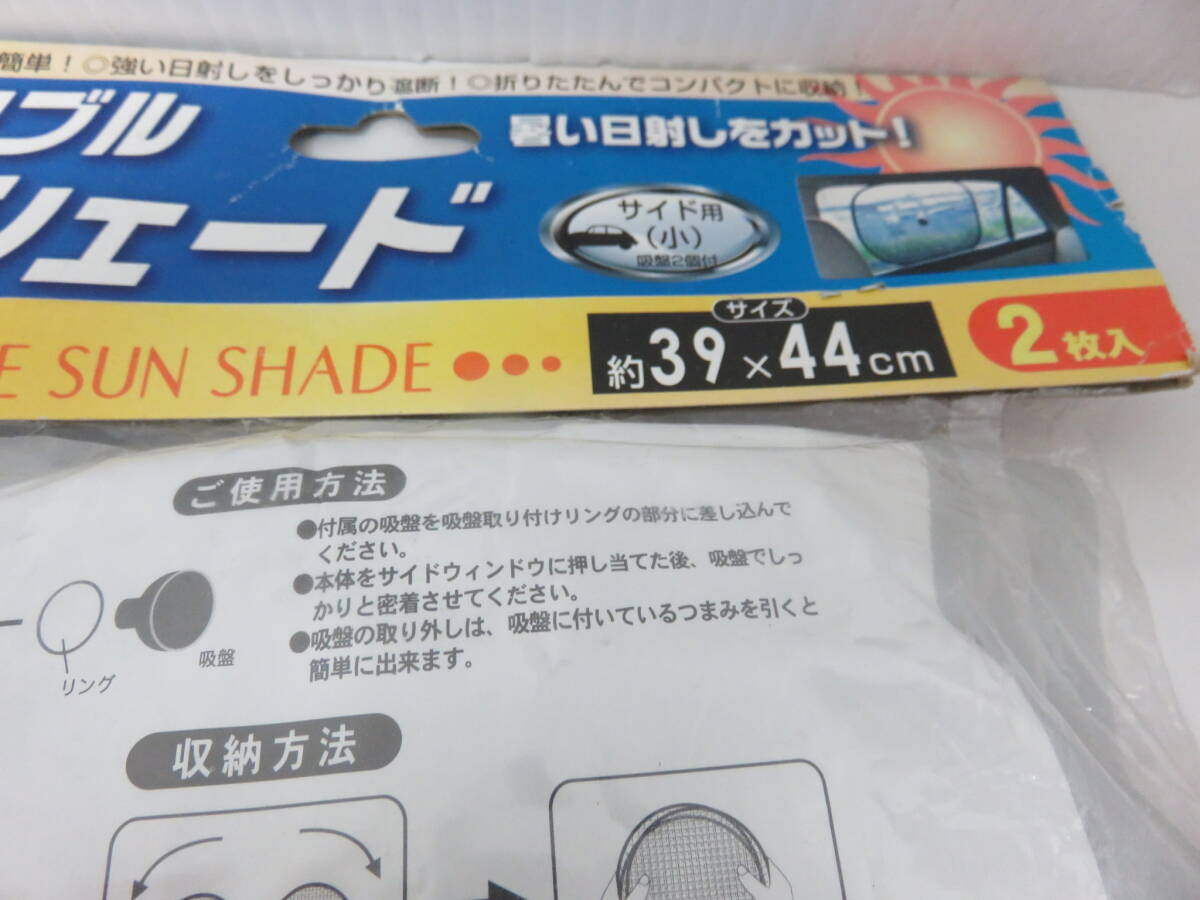 簡単！◎強い日射しをしっかり遮断！◎折りたたんでコンパクトに収納！
ブル
シェード
暑い日射しをカット！
サイド用
（小）
吸盤2個付
E SUN SHADE ●●●
サイズ
約39×44cm
2枚入
ご使用方法
●付属の吸盤を吸盤取り付けリングの部分に差し込んで
ください。
●本体をサイドウィンドウに押し当てた後、吸盤でしっ
かりと密着させてください。
●吸盤の取り外しは、吸盤に付いているつまみを引くと
簡単に出来ます。
リング
吸盤
収納方法